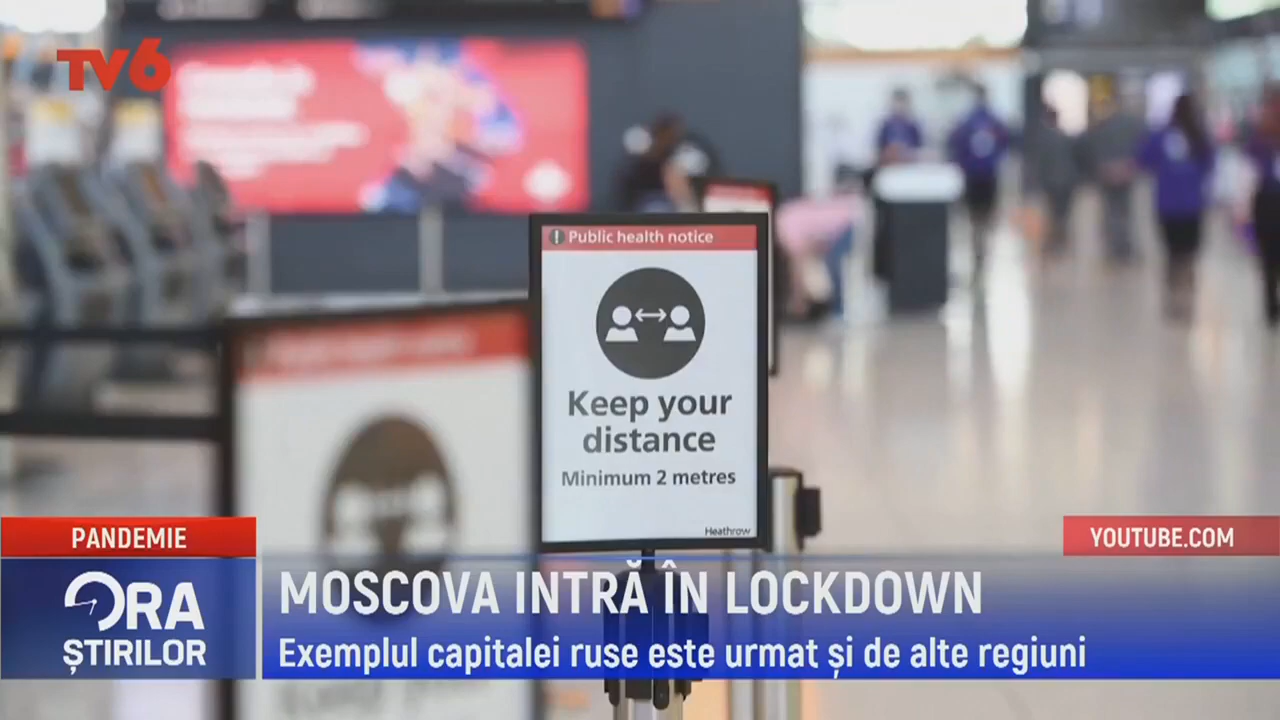 TV6
! Public health notice
Keep your
distance
Minimum 2 metres
Heathrow
PANDEMIE
YOUTUBE.COM
ORA
ȘTIRILOR
MOSCOVA INTRĂ ÎN LOCKDOWN
Exemplul capitalei ruse este urmat și de alte regiuni